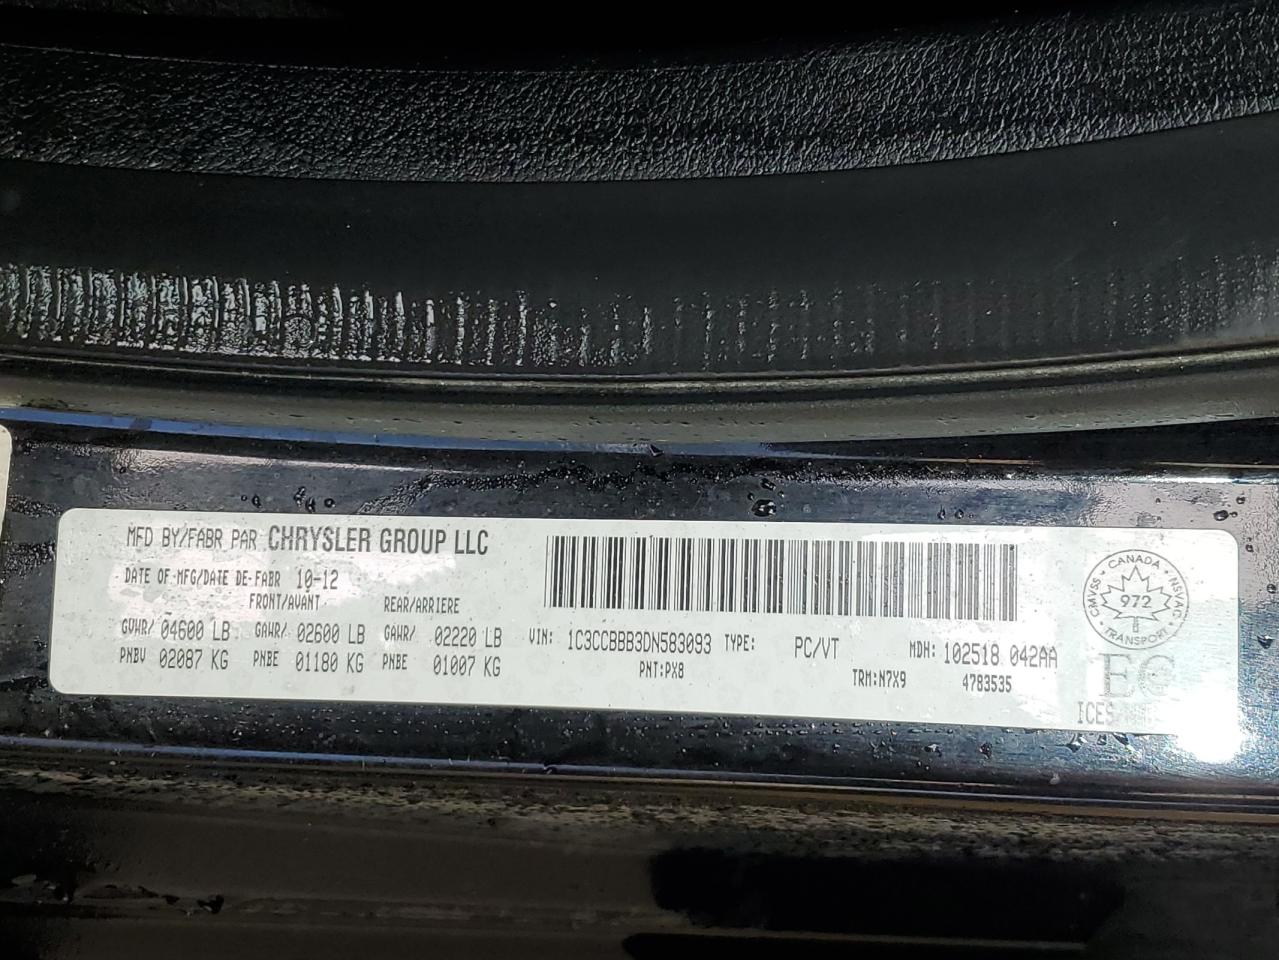 MFD BY/FABR PAR CHRYSLER GROUP LLC
DATE OF MFG/DATE DE FABR 10-12
FRONT/AVANT REAR/ARRIERE
GVWR/ 04600 LB GAWR/ 02600 LB GAWR/ 02220 LB
PNBV 02087 KG PNBE 01180 KG PNBE 01007 KG
VIN: 1C3CCBBB3DN583093 TYPE: PC/VT MDH: 102518 042AA
PNT:PX8 TRM:N7X9 4783535
CANADA
CMVSS 972 NSVAC
TRANSPORT
EC
ICES